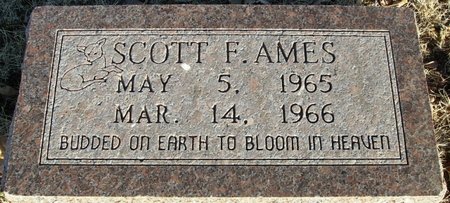 SCOTT F. AMES
MAY 5, 1965
MAR. 14, 1966
BUDDED ON EARTH TO BLOOM IN HEAVEN